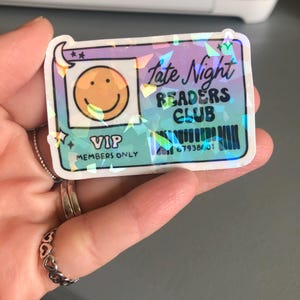 Late Night
READERS
CLUB
VIP
MEMBERS ONLY